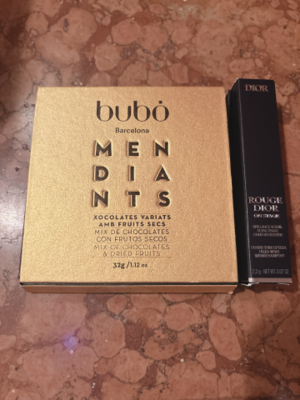 bubó
Barcelona
MEN
DIA
NTS
XOCOLATES VARIATS
AMB FRUITS SECS
MIX DE CHOCOLATES
CON FRUTOS SECOS
MIX OF CHOCOLATES
& DRIED FRUITS
32g /1.12 oz
DIOR
ROUGE
DIOR